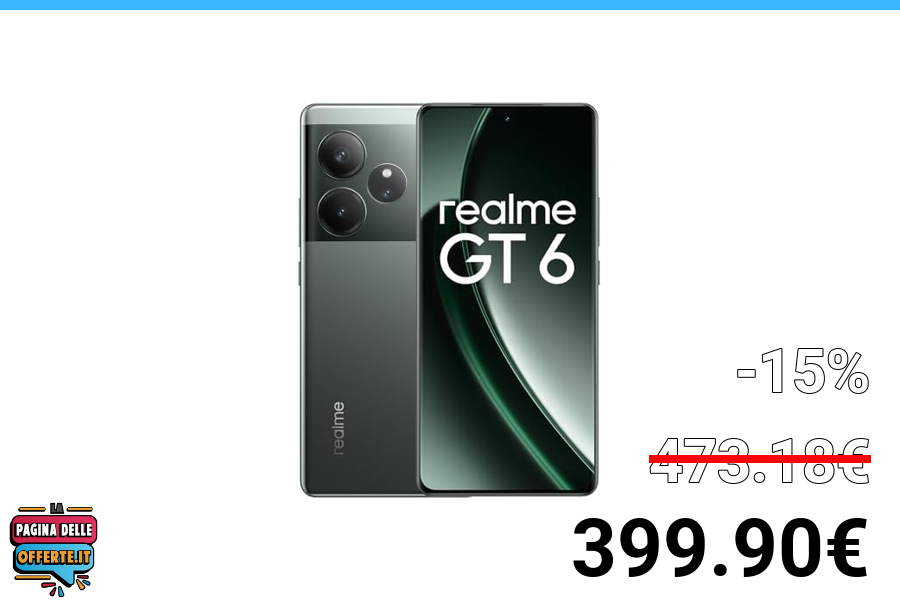 realme
GT 6
realme
-15%
473.18€
399.90€
LA
PAGINA DELLE
OFFERTE.IT